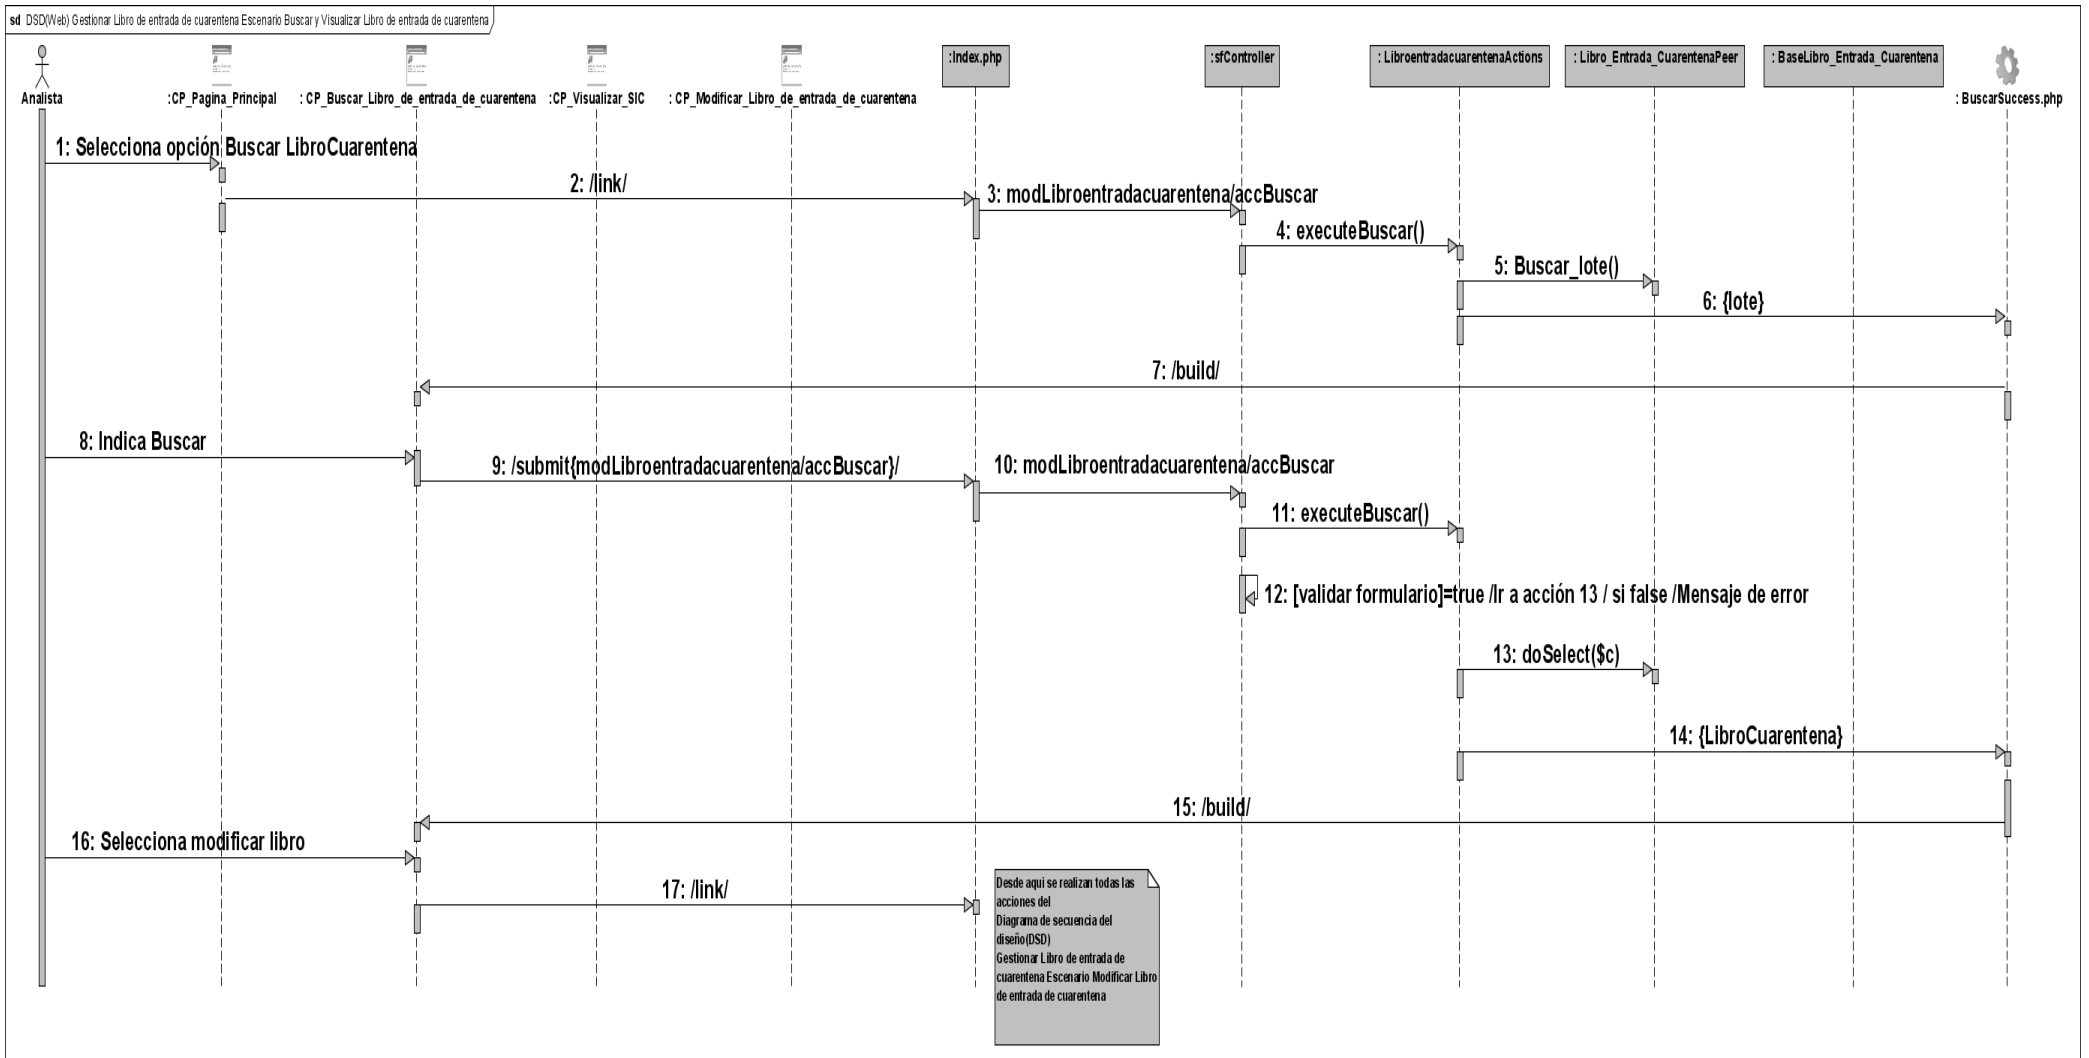 sd DSD(Web) Gestionar Libro de entrada de cuarentena Escenario Buscar y Visualizar Libro de entrada de cuarentena
Analista
:CP_Pagina_Principal
: CP_Buscar_Libro_de_entrada_de_cuarentena
:CP_Visualizar_SIC
: CP_Modificar_Libro_de_entrada_de_cuarentena
:Index.php
:sfController
: LibroentradacuarentenaActions
: Libro_Entrada_CuarentenaPeer
: BaseLibro_Entrada_Cuarentena
: BuscarSuccess.php
1: Selecciona opción Buscar LibroCuarentena
2: /link/
3: modLibroentradacuarentena/accBuscar
4: executeBuscar()
5: Buscar_lote()
6: {lote}
7: /build/
8: Indica Buscar
9: /submit{modLibroentradacuarentena/accBuscar}/
10: modLibroentradacuarentena/accBuscar
11: executeBuscar()
12: [validar formulario]=true /Ir a acción 13 / si false /Mensaje de error
13: doSelect($c)
14: {LibroCuarentena}
15: /build/
16: Selecciona modificar libro
17: /link/
Desde aqui se realizan todas las
acciones del
Diagrama de secuencia del
diseño(DSD)
Gestionar Libro de entrada de
cuarentena Escenario Modificar Libro
de entrada de cuarentena